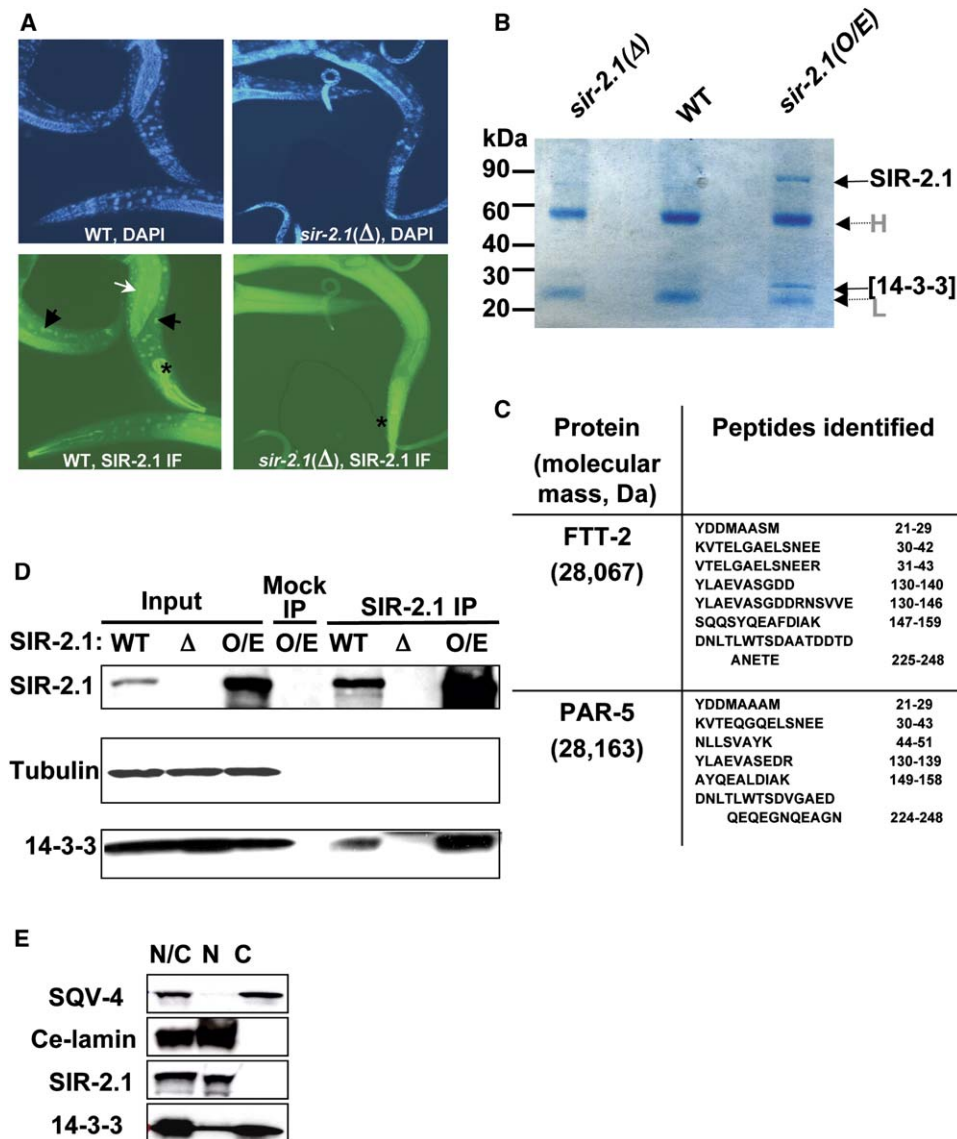 A
WT, DAPI
sir-2.1(Δ), DAPI
*
WT, SIR-2.1 IF
*
sir-2.1(Δ), SIR-2.1 IF
B
sir-2.1(Δ)
WT
sir-2.1(O/E)
kDa
90
60
40
30
20
SIR-2.1
H
[14-3-3]
L
C
Protein
(molecular
mass, Da)
Peptides identified
FTT-2
(28,067)
YDDMAASM 21-29
KVTELGAELSNEE 30-42
VTELGAELSNEER 31-43
YLAEVASGDD 130-140
YLAEVASGDDRNSVVE 130-146
SQQSYQEAFDIAK 147-159
DNLTLWTSDAATDDTD
ANETE 225-248
PAR-5
(28,163)
YDDMAAAM 21-29
KVTEQGQELSNEE 30-43
NLLSVAYK 44-51
YLAEVASEDR 130-139
AYQEALDIAK 149-158
DNLTLWTSDVGAED
QEQEGNQEAGN 224-248
D
Input
Mock
IP
SIR-2.1 IP
SIR-2.1: WT Δ O/E O/E WT Δ O/E
SIR-2.1
Tubulin
14-3-3
E
N/C N C
SQV-4
Ce-lamin
SIR-2.1
14-3-3